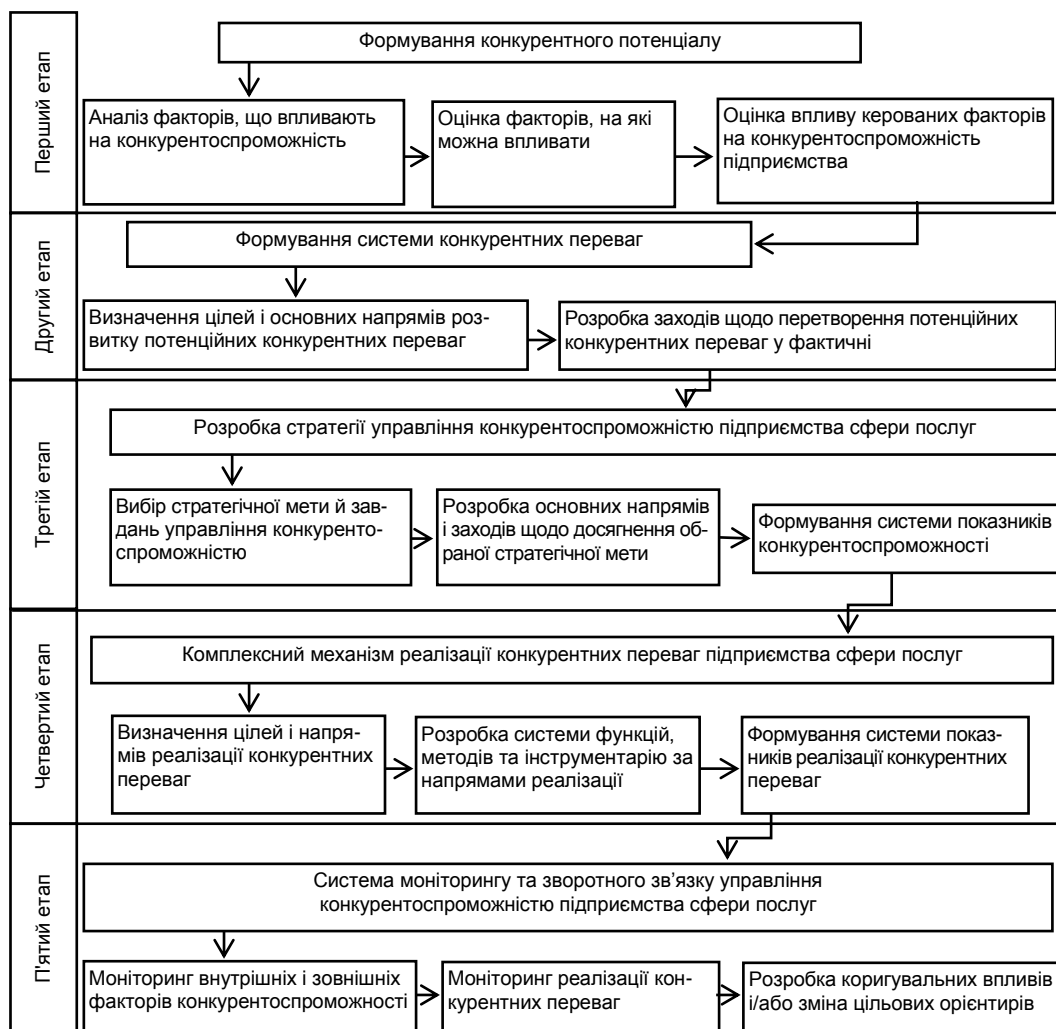 Перший етап
Формування конкурентного потенціалу
Аналіз факторів, що впливають
на конкурентоспроможність
Оцінка факторів, на які
можна впливати
Оцінка впливу керованих факторів
на конкурентоспроможність
підприємства
Другий етап
Формування системи конкурентних переваг
Визначення цілей і основних напрямів роз-
витку потенційних конкурентних переваг
Розробка заходів щодо перетворення потенційних
конкурентних переваг у фактичні
Третій етап
Розробка стратегії управління конкурентоспроможністю підприємства сфери послуг
Вибір стратегічної мети й зав-
дань управління конкуренто-
спроможністю
Розробка основних напрямів
і заходів щодо досягнення об-
раної стратегічної мети
Формування системи показників
конкурентоспроможності
Четвертий етап
Комплексний механізм реалізації конкурентних переваг підприємства сфери послуг
Визначення цілей і напря-
мів реалізації конкурентних
переваг
Розробка системи функцій,
методів та інструментарію за
напрямами реалізації
Формування системи показ-
ників реалізації конкурентних
переваг
П'ятий етап
Система моніторингу та зворотного зв’язку управління
конкурентоспроможністю підприємства сфери послуг
Моніторинг внутрішніх і зовнішніх
факторів конкурентоспроможності
Моніторинг реалізації кон-
курентних переваг
Розробка коригувальних впливів
і/або зміна цільових орієнтирів